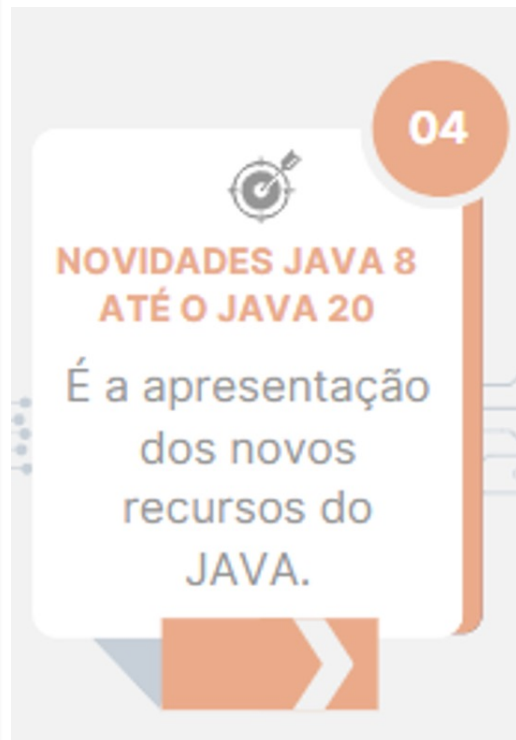 04
NOVIDADES JAVA 8
ATÉ O JAVA 20
É a apresentação
dos novos
recursos do
JAVA.